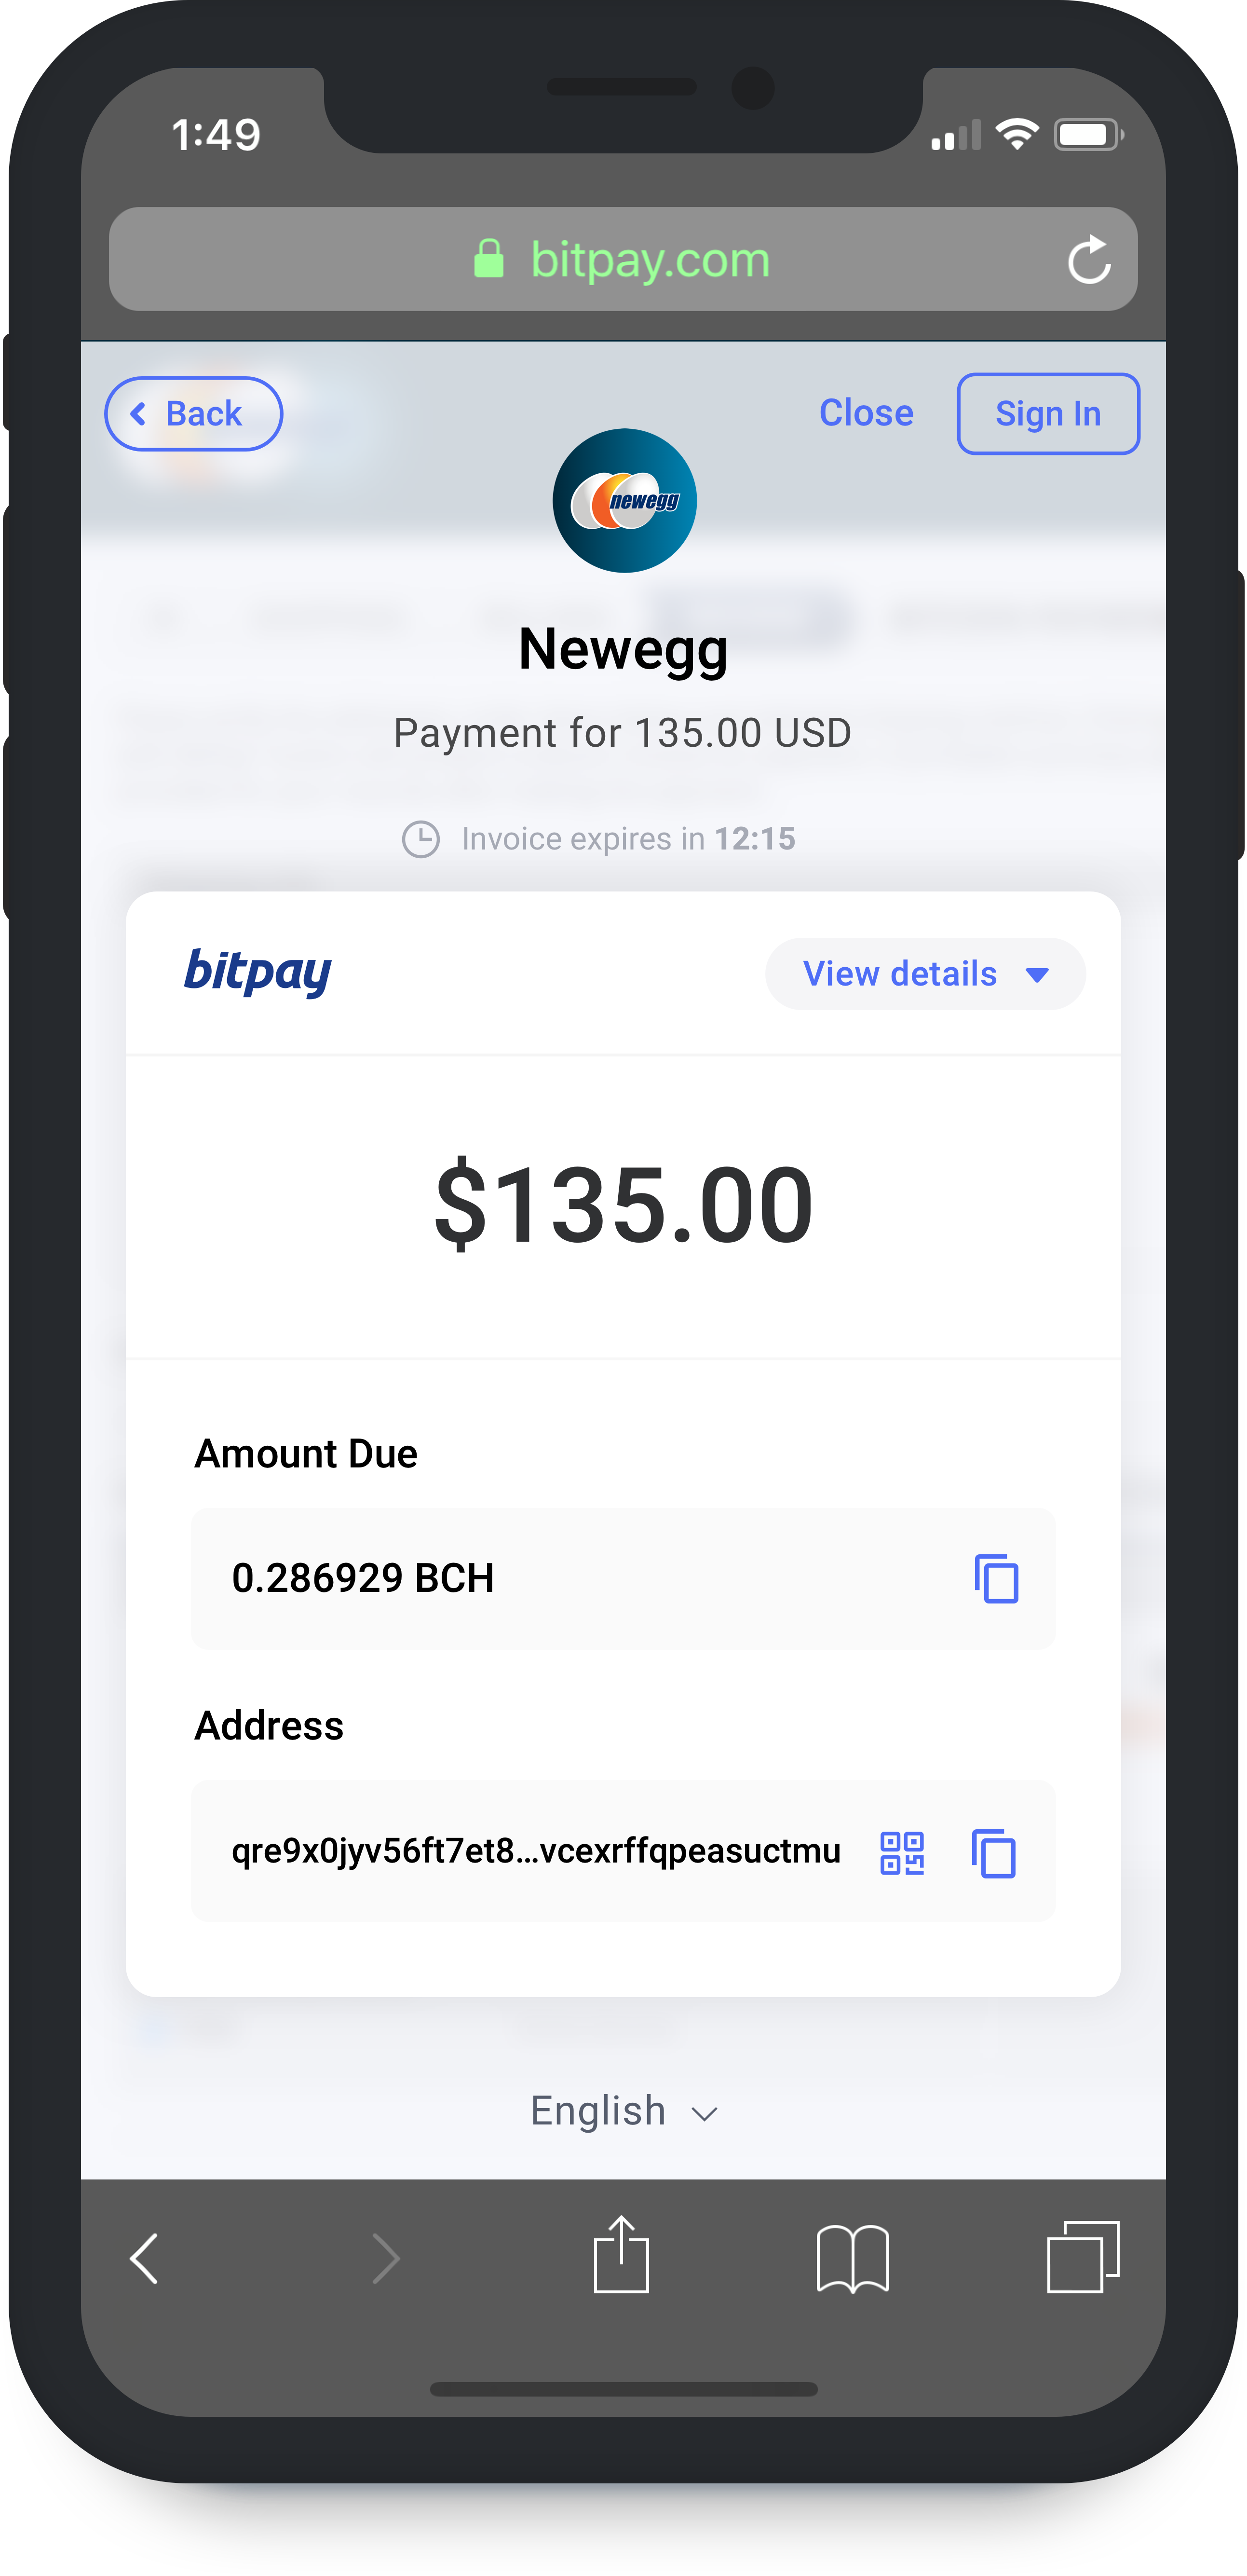 1:49
bitpay.com
Back
Close
Sign In
newegg
Newegg
Payment for 135.00 USD
Invoice expires in 12:15
bitpay
View details
$135.00
Amount Due
0.286929 BCH
Address
qre9x0jyv56ft7et8...vcexrffqpeasuctmu
English